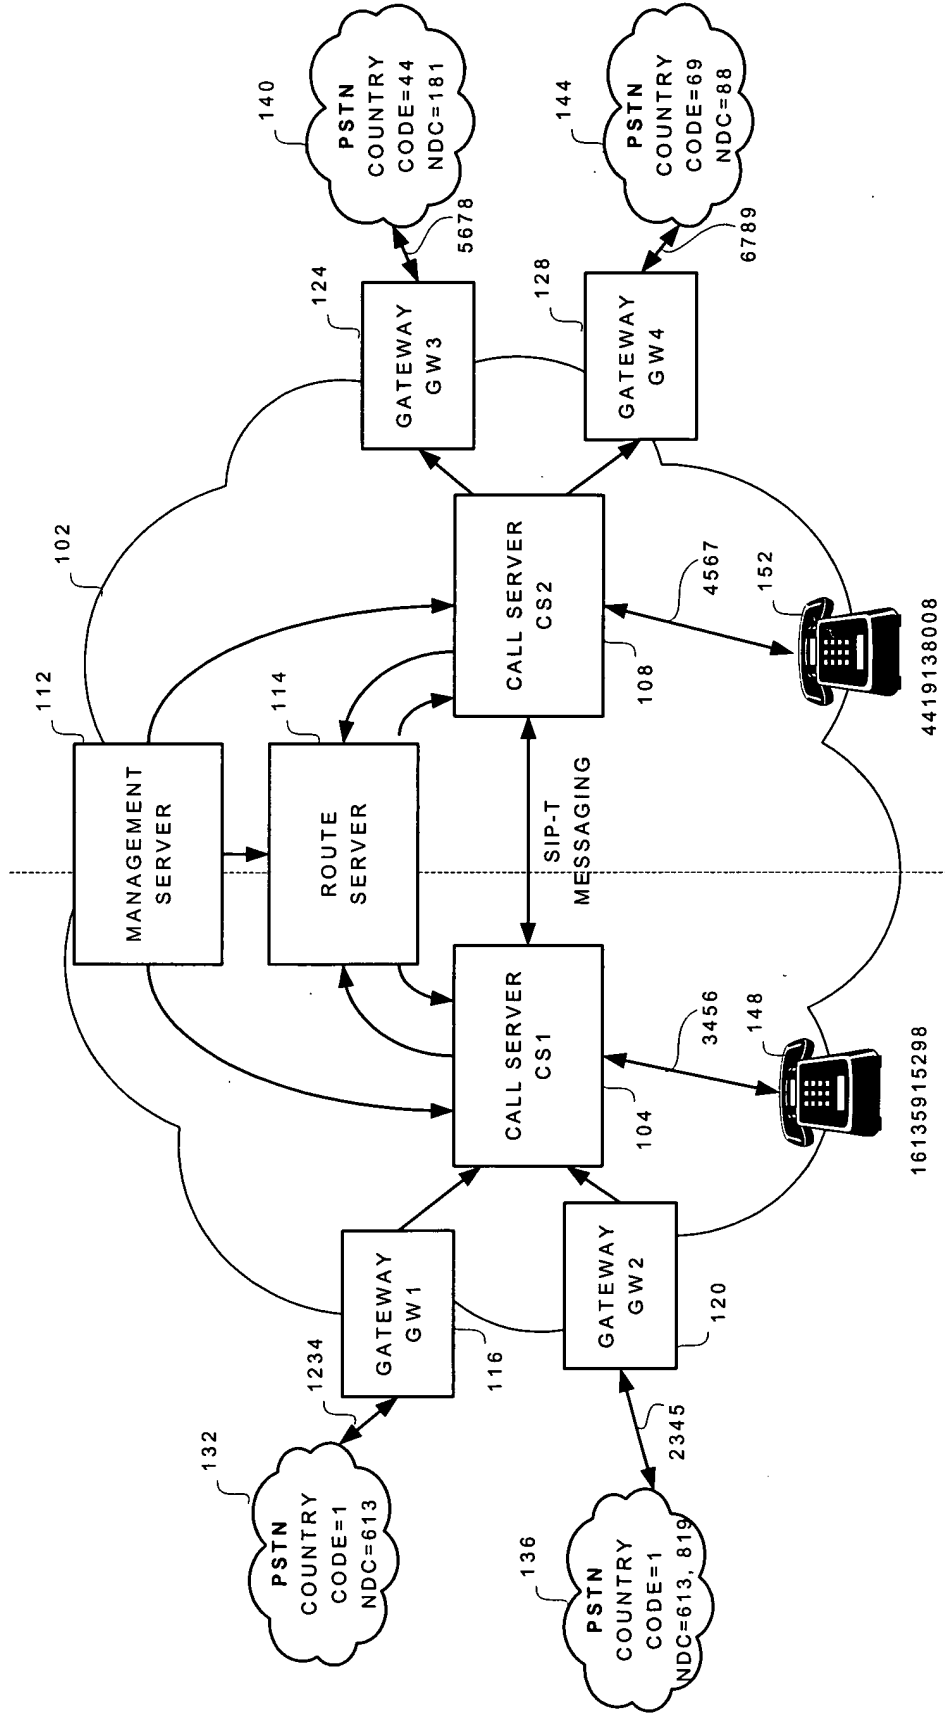 102
112
MANAGEMENT
SERVER
114
ROUTE
SERVER
132
PSTN
COUNTRY
CODE=1
NDC=613
1234
GATEWAY
GW1
116
136
PSTN
COUNTRY
CODE=1
NDC=613, 819
2345
GATEWAY
GW2
120
CALL SERVER
CS1
104
SIP-T
MESSAGING
CALL SERVER
CS2
108
124
GATEWAY
GW3
5678
140
PSTN
COUNTRY
CODE=44
NDC=181
128
GATEWAY
GW4
6789
144
PSTN
COUNTRY
CODE=69
NDC=88
3456
148
16135915298
4567
152
4419138008